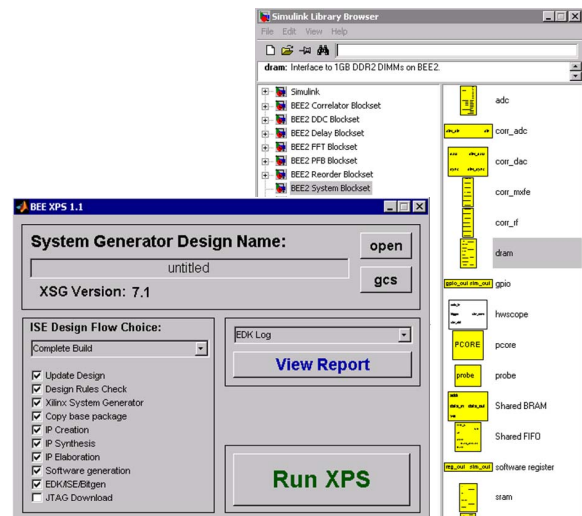 Simulink Library Browser
File Edit View Help
dram: Interface to 1GB DDR2 DIMMs on BEE2.
Simulink
BEE2 Correlator Blockset
BEE2 DDC Blockset
BEE2 Delay Blockset
BEE2 FFT Blockset
BEE2 PFB Blockset
BEE2 Reorder Blockset
BEE2 System Blockset
adc
corr_adc
corr_dac
corr_mxfe
corr_rf
dram
gpio_out sim_out gpio
hwscope
PCORE pcore
probe probe
Shared BRAM
Shared FIFO
reg_out sim_out software register
sram
BEE XPS 1.1
System Generator Design Name:
open
untitled
gcs
XSG Version: 7.1
ISE Design Flow Choice:
Complete Build
Update Design
Design Rules Check
Xilinx System Generator
Copy base package
IP Creation
IP Synthesis
IP Elaboration
Software generation
EDK/ISE/Bitgen
JTAG Download
EDK Log
View Report
Run XPS